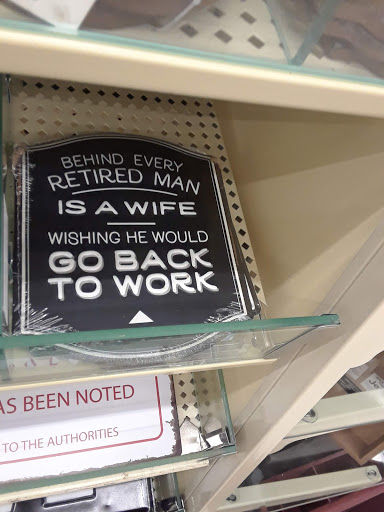 BEHIND EVERY
RETIRED MAN
IS A WIFE
WISHING HE WOULD
GO BACK
TO WORK
AS BEEN NOTED
TO THE AUTHORITIES